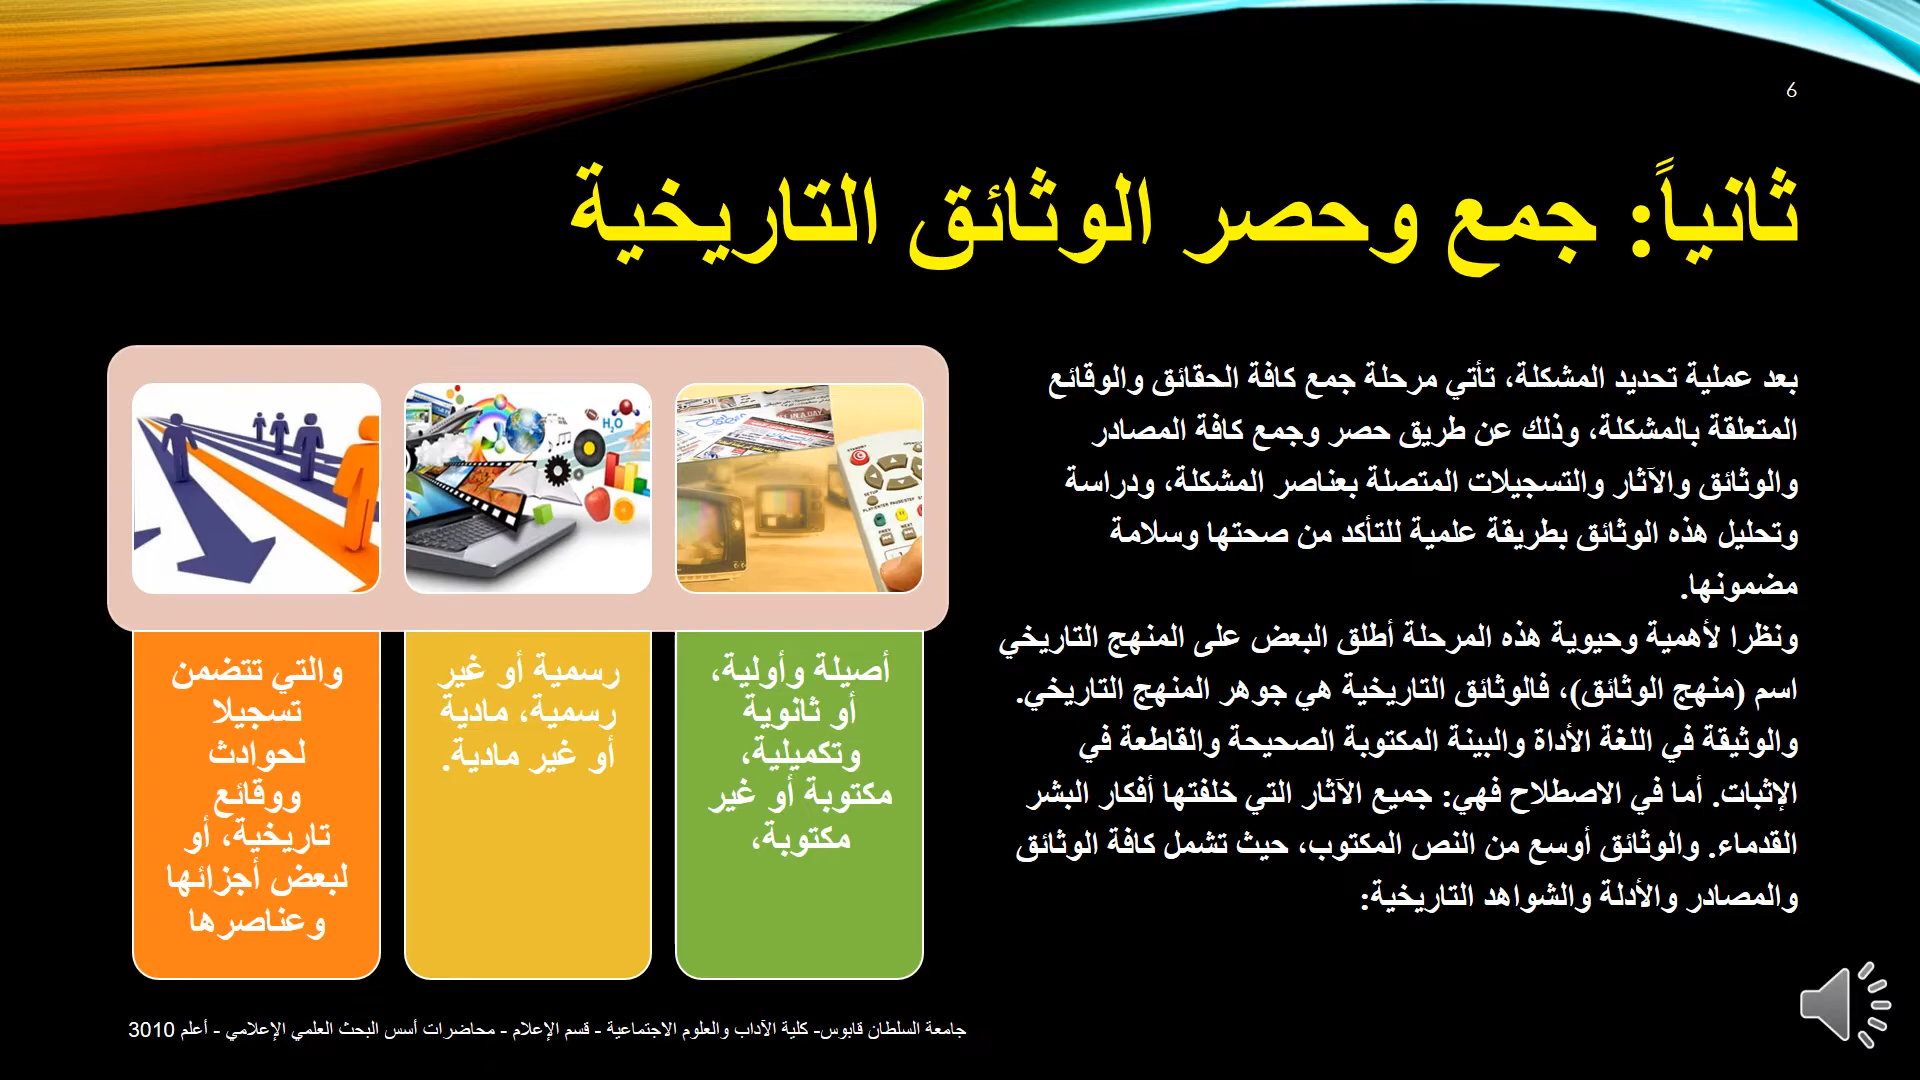 6
ثانياً: جمع وحصر الوثائق التاريخية
بعد عملية تحديد المشكلة، تأتي مرحلة جمع كافة الحقائق والوقائع
المتعلقة بالمشكلة، وذلك عن طريق حصر وجمع كافة المصادر
والوثائق والآثار والتسجيلات المتصلة بعناصر المشكلة، ودراسة
وتحليل هذه الوثائق بطريقة علمية للتأكد من صحتها وسلامة
مضمونها.
ونظرا لأهمية وحيوية هذه المرحلة أطلق البعض على المنهج التاريخي
اسم (منهج الوثائق)، فالوثائق التاريخية هي جوهر المنهج التاريخي.
والوثيقة في اللغة الأداة والبينة المكتوبة الصحيحة والقاطعة في
الإثبات. أما في الاصطلاح فهي: جميع الآثار التي خلفتها أفكار البشر
القدماء. والوثائق أوسع من النص المكتوب، حيث تشمل كافة الوثائق
والمصادر والأدلة والشواهد التاريخية:
H₂O
أصيلة وأولية،
أو ثانوية
وتكميلية،
مكتوبة أو غير
مكتوبة،
رسمية أو غير
رسمية، مادية
أو غير مادية.
والتي تتضمن
تسجيلا
لحوادث
ووقائع
تاريخية، أو
لبعض أجزائها
وعناصرها
جامعة السلطان قابوس- كلية الآداب والعلوم الاجتماعية - قسم الإعلام - محاضرات أسس البحث العلمي الإعلامي - أعلم 3010